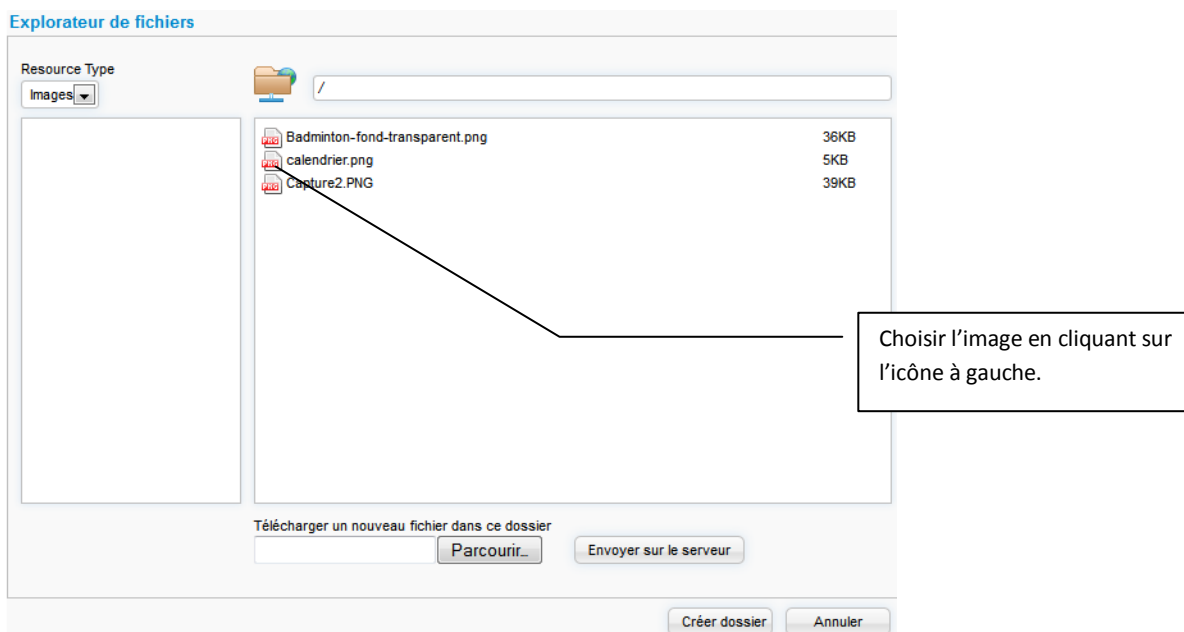 Explorateur de fichiers
Resource Type
Images
/
Badminton-fond-transparent.png 36KB
calendrier.png 5KB
Capture2.PNG 39KB
Choisir l’image en cliquant sur
l’icône à gauche.
Télécharger un nouveau fichier dans ce dossier
Parcourir... Envoyer sur le serveur
Créer dossier Annuler